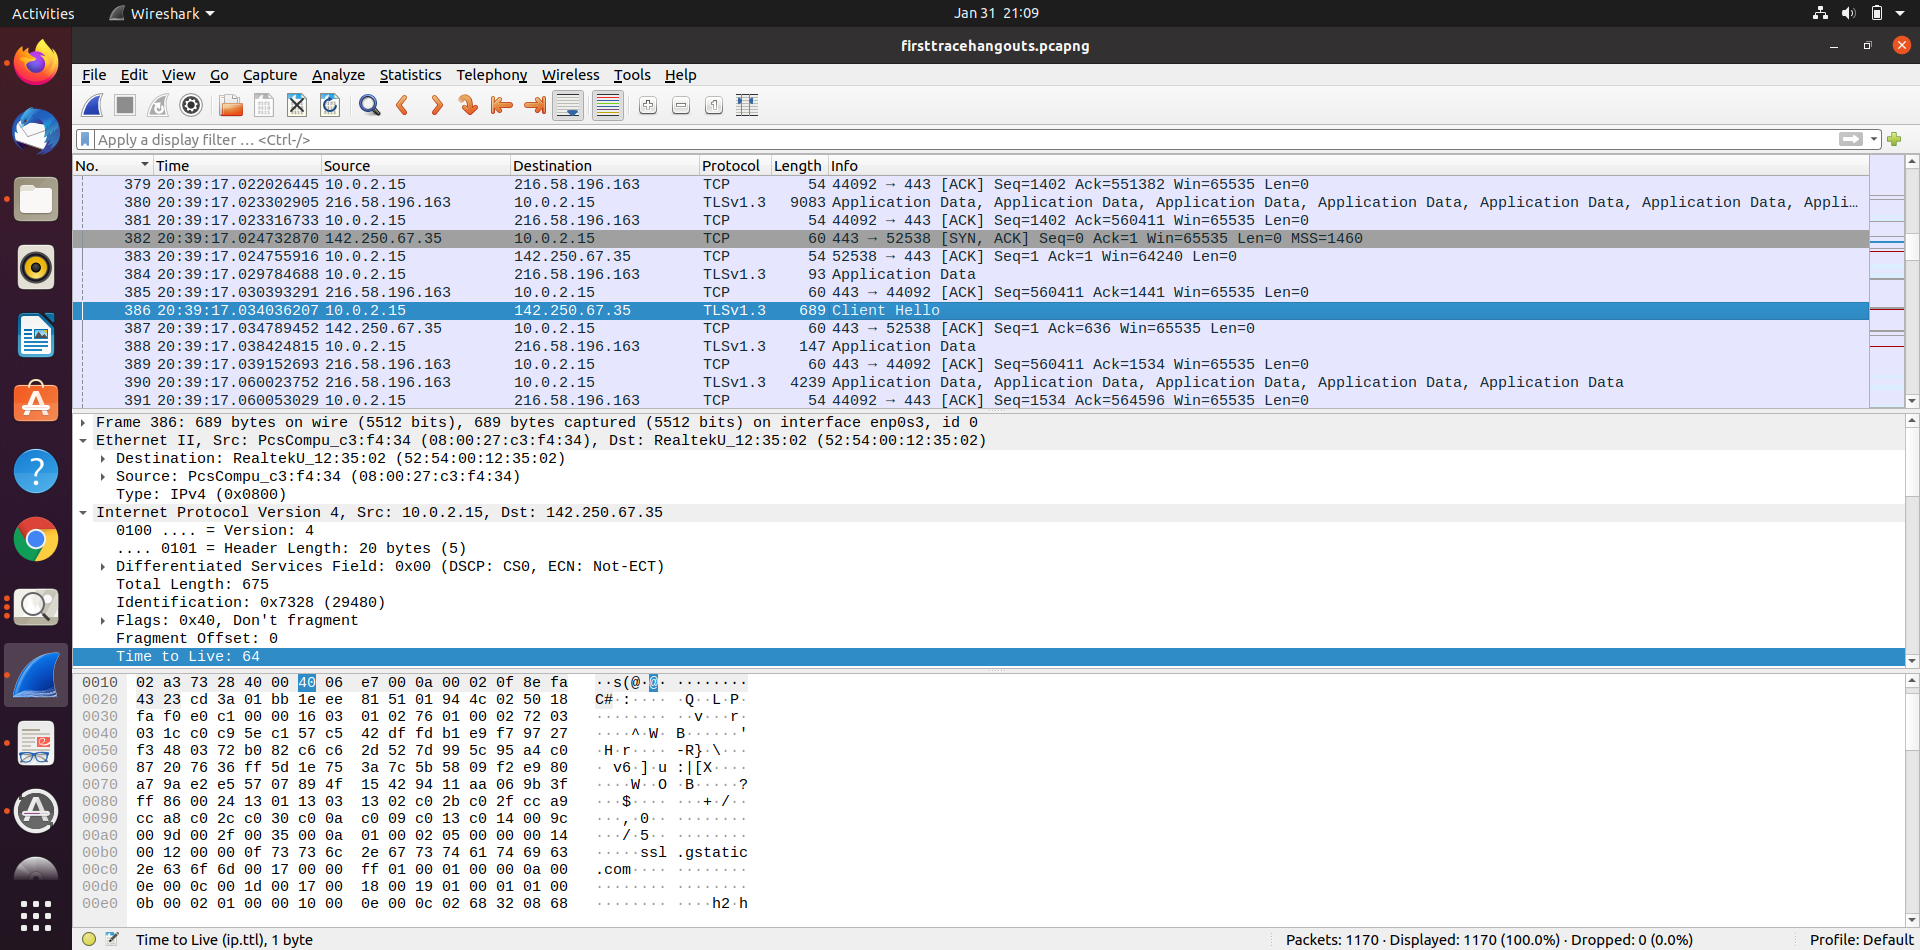 Activities Wireshark Jan 31 21:09
firsttracehangouts.pcapng
File Edit View Go Capture Analyze Statistics Telephony Wireless Tools Help
Apply a display filter … <Ctrl-/>
No. Time Source Destination Protocol Length Info
379 20:39:17.022026445 10.0.2.15 216.58.196.163 TCP 54 44092 → 443 [ACK] Seq=1402 Ack=551382 Win=65535 Len=0
380 20:39:17.023302905 216.58.196.163 10.0.2.15 TLSv1.3 9083 Application Data, Application Data, Application Data, Application Data, Application Data, Application Data, Appli…
381 20:39:17.023316733 10.0.2.15 216.58.196.163 TCP 54 44092 → 443 [ACK] Seq=1402 Ack=560411 Win=65535 Len=0
382 20:39:17.024732870 142.250.67.35 10.0.2.15 TCP 60 443 → 52538 [SYN, ACK] Seq=0 Ack=1 Win=65535 Len=0 MSS=1460
383 20:39:17.024755916 10.0.2.15 142.250.67.35 TCP 54 52538 → 443 [ACK] Seq=1 Ack=1 Win=64240 Len=0
384 20:39:17.029784688 10.0.2.15 216.58.196.163 TLSv1.3 93 Application Data
385 20:39:17.030393291 216.58.196.163 10.0.2.15 TCP 60 443 → 44092 [ACK] Seq=560411 Ack=1441 Win=65535 Len=0
386 20:39:17.034036207 10.0.2.15 142.250.67.35 TLSv1.3 689 Client Hello
387 20:39:17.034789452 142.250.67.35 10.0.2.15 TCP 60 443 → 52538 [ACK] Seq=1 Ack=636 Win=65535 Len=0
388 20:39:17.038424815 10.0.2.15 216.58.196.163 TLSv1.3 147 Application Data
389 20:39:17.039152693 216.58.196.163 10.0.2.15 TCP 60 443 → 44092 [ACK] Seq=560411 Ack=1534 Win=65535 Len=0
390 20:39:17.060023752 216.58.196.163 10.0.2.15 TLSv1.3 4239 Application Data, Application Data, Application Data, Application Data, Application Data
391 20:39:17.060053029 10.0.2.15 216.58.196.163 TCP 54 44092 → 443 [ACK] Seq=1534 Ack=564596 Win=65535 Len=0
Frame 386: 689 bytes on wire (5512 bits), 689 bytes captured (5512 bits) on interface enp0s3, id 0
Ethernet II, Src: PcsCompu_c3:f4:34 (08:00:27:c3:f4:34), Dst: RealtekU_12:35:02 (52:54:00:12:35:02)
Destination: RealtekU_12:35:02 (52:54:00:12:35:02)
Source: PcsCompu_c3:f4:34 (08:00:27:c3:f4:34)
Type: IPv4 (0x0800)
Internet Protocol Version 4, Src: 10.0.2.15, Dst: 142.250.67.35
0100 .... = Version: 4
.... 0101 = Header Length: 20 bytes (5)
Differentiated Services Field: 0x00 (DSCP: CS0, ECN: Not-ECT)
Total Length: 675
Identification: 0x7328 (29480)
Flags: 0x40, Don't fragment
Fragment Offset: 0
Time to Live: 64
0010 02 a3 73 28 40 00 40 06 e7 00 0a 00 02 0f 8e fa ··s(@·@· ········
0020 43 23 cd 3a 01 bb 1e ee 81 51 01 94 4c 02 50 18 C#·:···· ·Q··L·P·
0030 fa f0 e0 c1 00 00 16 03 01 02 76 01 00 02 72 03 ········ ··v···r·
0040 03 1c c0 c9 5e c1 57 c5 42 df fd b1 e9 f7 97 27 ····^·W· B······'
0050 f3 48 03 72 b0 82 c6 c6 2d 52 7d 99 5c 95 a4 c0 ·H·r···· -R}·\···
0060 87 20 76 36 ff 5d 1e 75 3a 7c 5b 58 09 f2 e9 80 · v6·]·u :|[X····
0070 a7 9a e2 e5 57 07 89 4f 15 42 94 11 aa 06 9b 3f ····W··O ·B·····?
0080 ff 86 00 24 13 01 13 03 13 02 c0 2b c0 2f cc a9 ···$···· ···+·/··
0090 cc a8 c0 2c c0 30 c0 0a c0 09 c0 13 c0 14 00 9c ···,·0·· ········
00a0 00 9d 00 2f 00 35 00 0a 01 00 02 05 00 00 00 14 ···/·5·· ········
00b0 00 12 00 00 0f 73 73 6c 2e 67 73 74 61 74 69 63 ·····ssl .gstatic
00c0 2e 63 6f 6d 00 17 00 00 ff 01 00 01 00 00 0a 00 .com···· ········
00d0 0e 00 0c 00 1d 00 17 00 18 00 19 01 00 01 01 00 ········ ········
00e0 0b 00 02 01 00 00 10 00 0e 00 0c 02 68 32 08 68 ········ ····h2·h
Time to Live (ip.ttl), 1 byte Packets: 1170 · Displayed: 1170 (100.0%) · Dropped: 0 (0.0%) Profile: Default